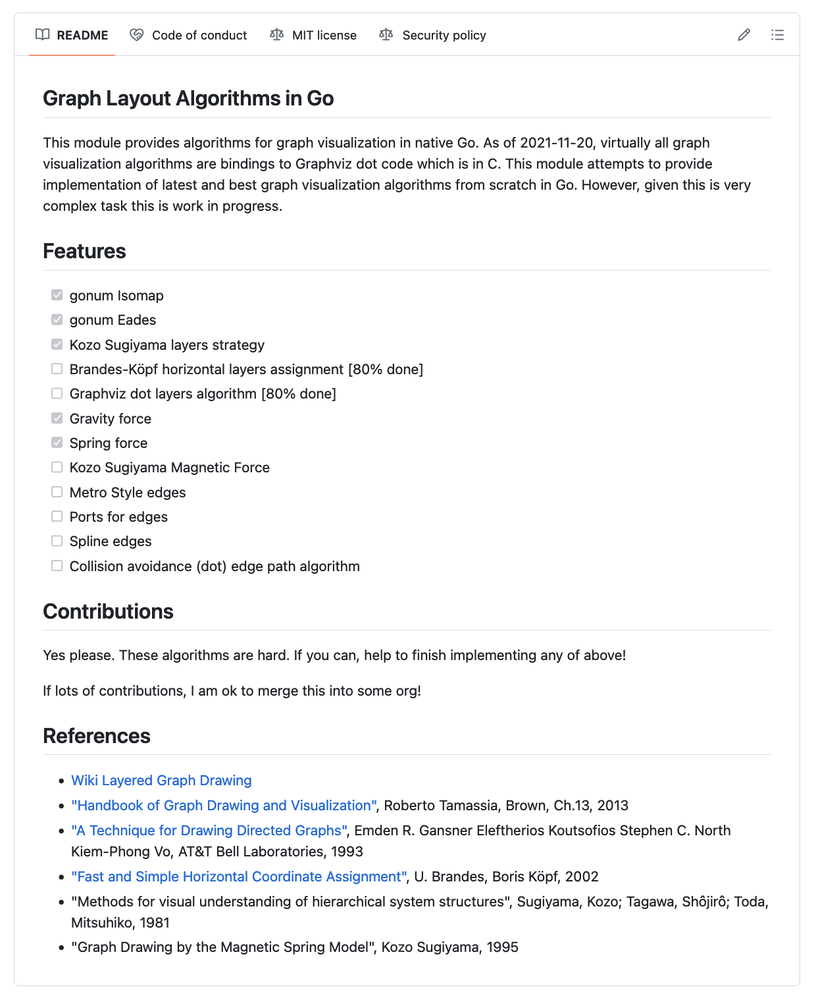 README Code of conduct MIT license Security policy
Graph Layout Algorithms in Go
This module provides algorithms for graph visualization in native Go. As of 2021-11-20, virtually all graph
visualization algorithms are bindings to Graphviz dot code which is in C. This module attempts to provide
implementation of latest and best graph visualization algorithms from scratch in Go. However, given this is very
complex task this is work in progress.
Features
gonum Isomap
gonum Eades
Kozo Sugiyama layers strategy
Brandes-Köpf horizontal layers assignment [80% done]
Graphviz dot layers algorithm [80% done]
Gravity force
Spring force
Kozo Sugiyama Magnetic Force
Metro Style edges
Ports for edges
Spline edges
Collision avoidance (dot) edge path algorithm
Contributions
Yes please. These algorithms are hard. If you can, help to finish implementing any of above!
If lots of contributions, I am ok to merge this into some org!
References
• Wiki Layered Graph Drawing
• "Handbook of Graph Drawing and Visualization", Roberto Tamassia, Brown, Ch.13, 2013
• "A Technique for Drawing Directed Graphs", Emden R. Gansner Eleftherios Koutsofios Stephen C. North
Kiem-Phong Vo, AT&T Bell Laboratories, 1993
• "Fast and Simple Horizontal Coordinate Assignment", U. Brandes, Boris Köpf, 2002
• "Methods for visual understanding of hierarchical system structures", Sugiyama, Kozo; Tagawa, Shôjirô; Toda,
Mitsuhiko, 1981
• "Graph Drawing by the Magnetic Spring Model", Kozo Sugiyama, 1995